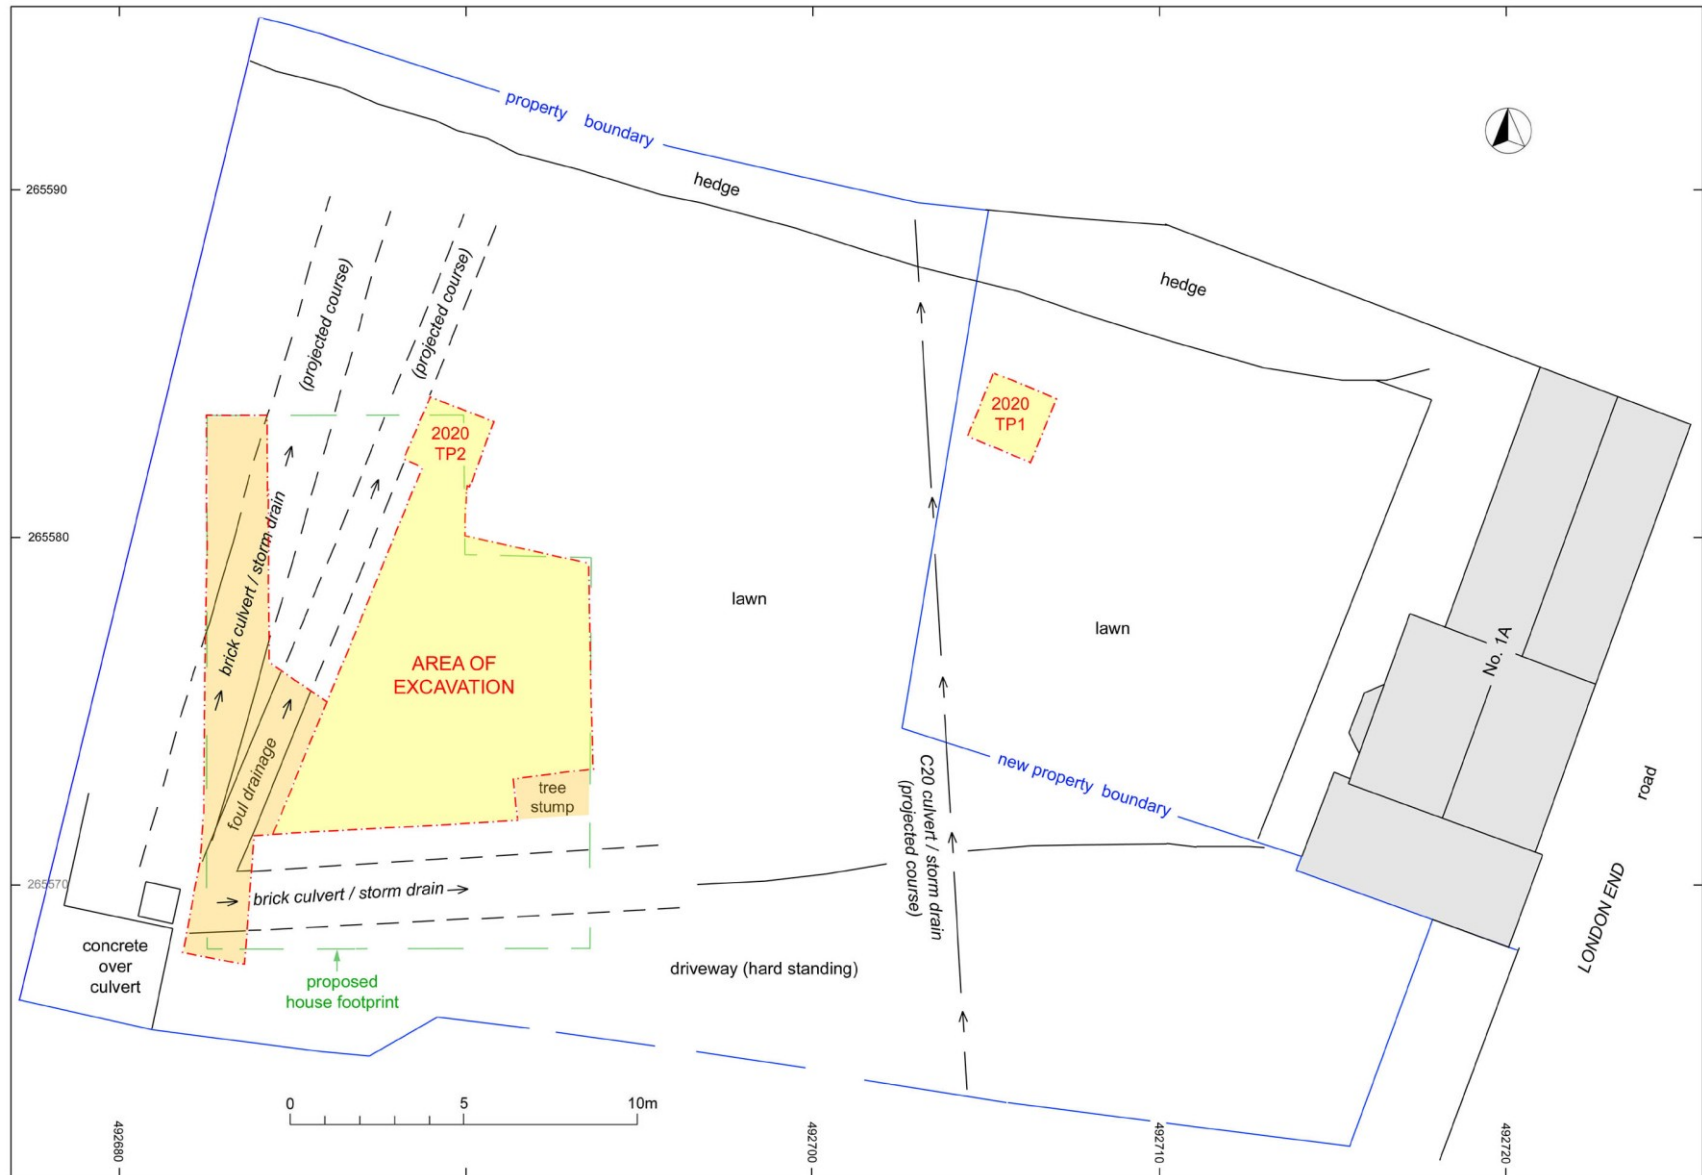 property boundary
hedge
265590
hedge
(projected course)
(projected course)
2020
TP1
2020
TP2
265580
brick culvert / storm drain
lawn
lawn
No. 1A
AREA OF
EXCAVATION
foul drainage
tree
stump
C20 culvert / storm drain
(projected course)
new property boundary
road
265570
brick culvert / storm drain
LONDON END
concrete
over
culvert
proposed
house footprint
driveway (hard standing)
0 5 10m
492680
492700
492710
492720